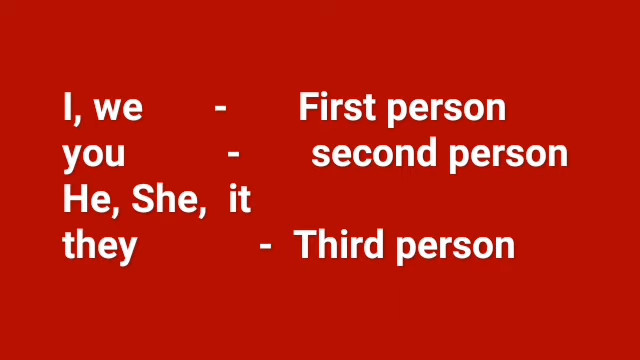 I, we - First person
you - second person
He, She, it
they - Third person